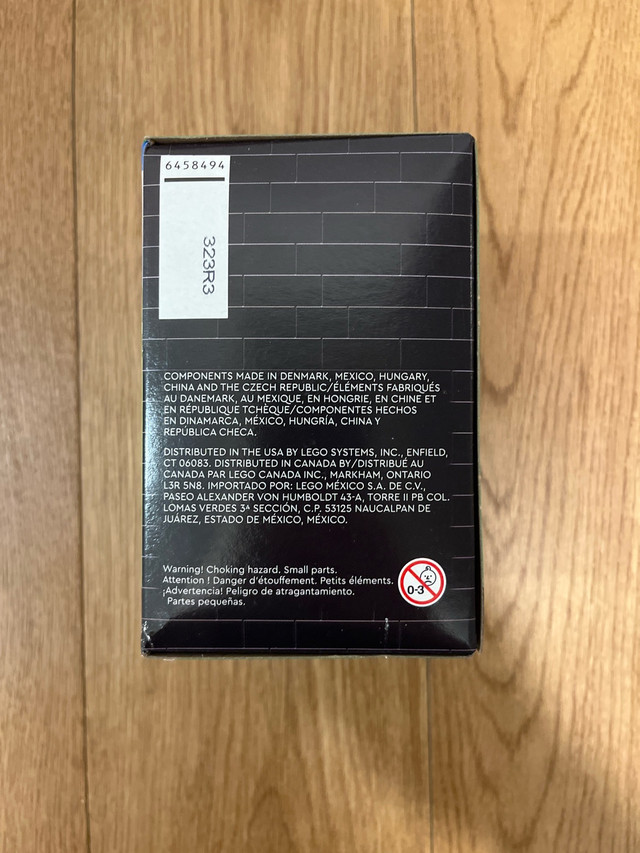 6458494
323R3
COMPONENTS MADE IN DENMARK, MEXICO, HUNGARY,
CHINA AND THE CZECH REPUBLIC/ÉLÉMENTS FABRIQUÉS
AU DANEMARK, AU MEXIQUE, EN HONGRIE, EN CHINE ET
EN RÉPUBLIQUE TCHÈQUE/COMPONENTES HECHOS
EN DINAMARCA, MÉXICO, HUNGRÍA, CHINA Y
REPÚBLICA CHECA.
DISTRIBUTED IN THE USA BY LEGO SYSTEMS, INC., ENFIELD,
CT 06083. DISTRIBUTED IN CANADA BY/DISTRIBUÉ AU
CANADA PAR LEGO CANADA INC., MARKHAM, ONTARIO
L3R 5N8. IMPORTADO POR: LEGO MÉXICO S.A. DE C.V.,
PASEO ALEXANDER VON HUMBOLDT 43-A, TORRE II PB COL.
LOMAS VERDES 3ª SECCIÓN, C.P. 53125 NAUCALPAN DE
JUÁREZ, ESTADO DE MÉXICO, MÉXICO.
Warning! Choking hazard. Small parts.
Attention ! Danger d'étouffement. Petits éléments.
¡Advertencia! Peligro de atragantamiento.
Partes pequeñas.
0-3